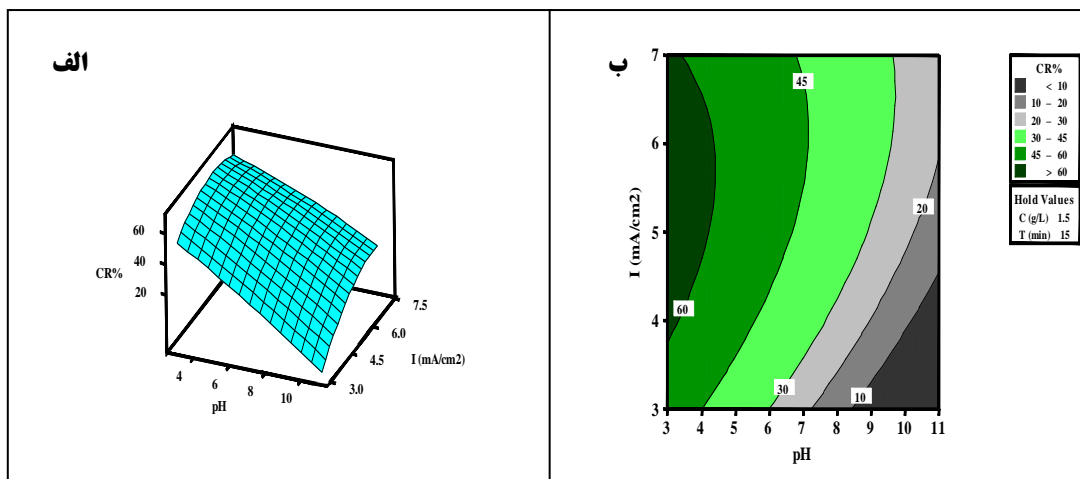 الف
60
40
20
CR%
4
6
8
10
pH
3.0
4.5
6.0
7.5
I (mA/cm2)
ب
7
6
5
4
3
I (mA/cm2)
3 4 5 6 7 8 9 10 11
pH
45
20
60
30
10
CR%
< 10
10 – 20
20 – 30
30 – 45
45 – 60
> 60
Hold Values
C (g/L) 1.5
T (min) 15